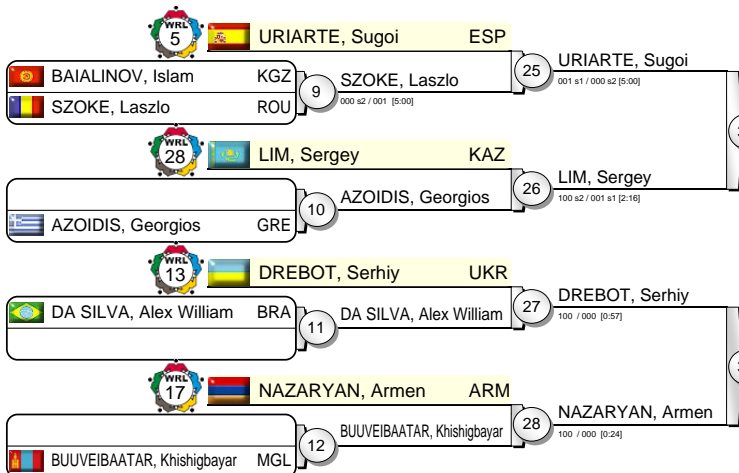 WRL 5 URIARTE, Sugoi ESP
BAIALINOV, Islam KGZ
SZOKE, Laszlo ROU
9 SZOKE, Laszlo
000 s2 / 001 [5:00]
25 URIARTE, Sugoi
001 s1 / 000 s2 [5:00]
WRL 28 LIM, Sergey KAZ
AZOIDIS, Georgios GRE
10 AZOIDIS, Georgios
26 LIM, Sergey
100 s2 / 001 s1 [2:16]
WRL 13 DREBOT, Serhiy UKR
DA SILVA, Alex William BRA
11 DA SILVA, Alex William
27 DREBOT, Serhiy
100 / 000 [0:57]
WRL 17 NAZARYAN, Armen ARM
BUUVEIBAATAR, Khishigbayar MGL
12 BUUVEIBAATAR, Khishigbayar
28 NAZARYAN, Armen
100 / 000 [0:24]